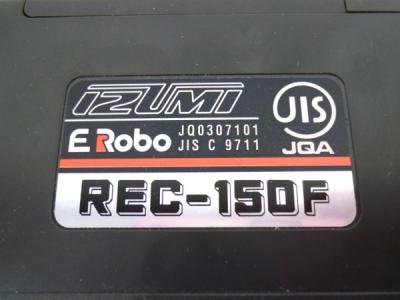 IZUMI
JIS
E Robo
JQ0307101
JIS C 9711
JQA
REC-150F